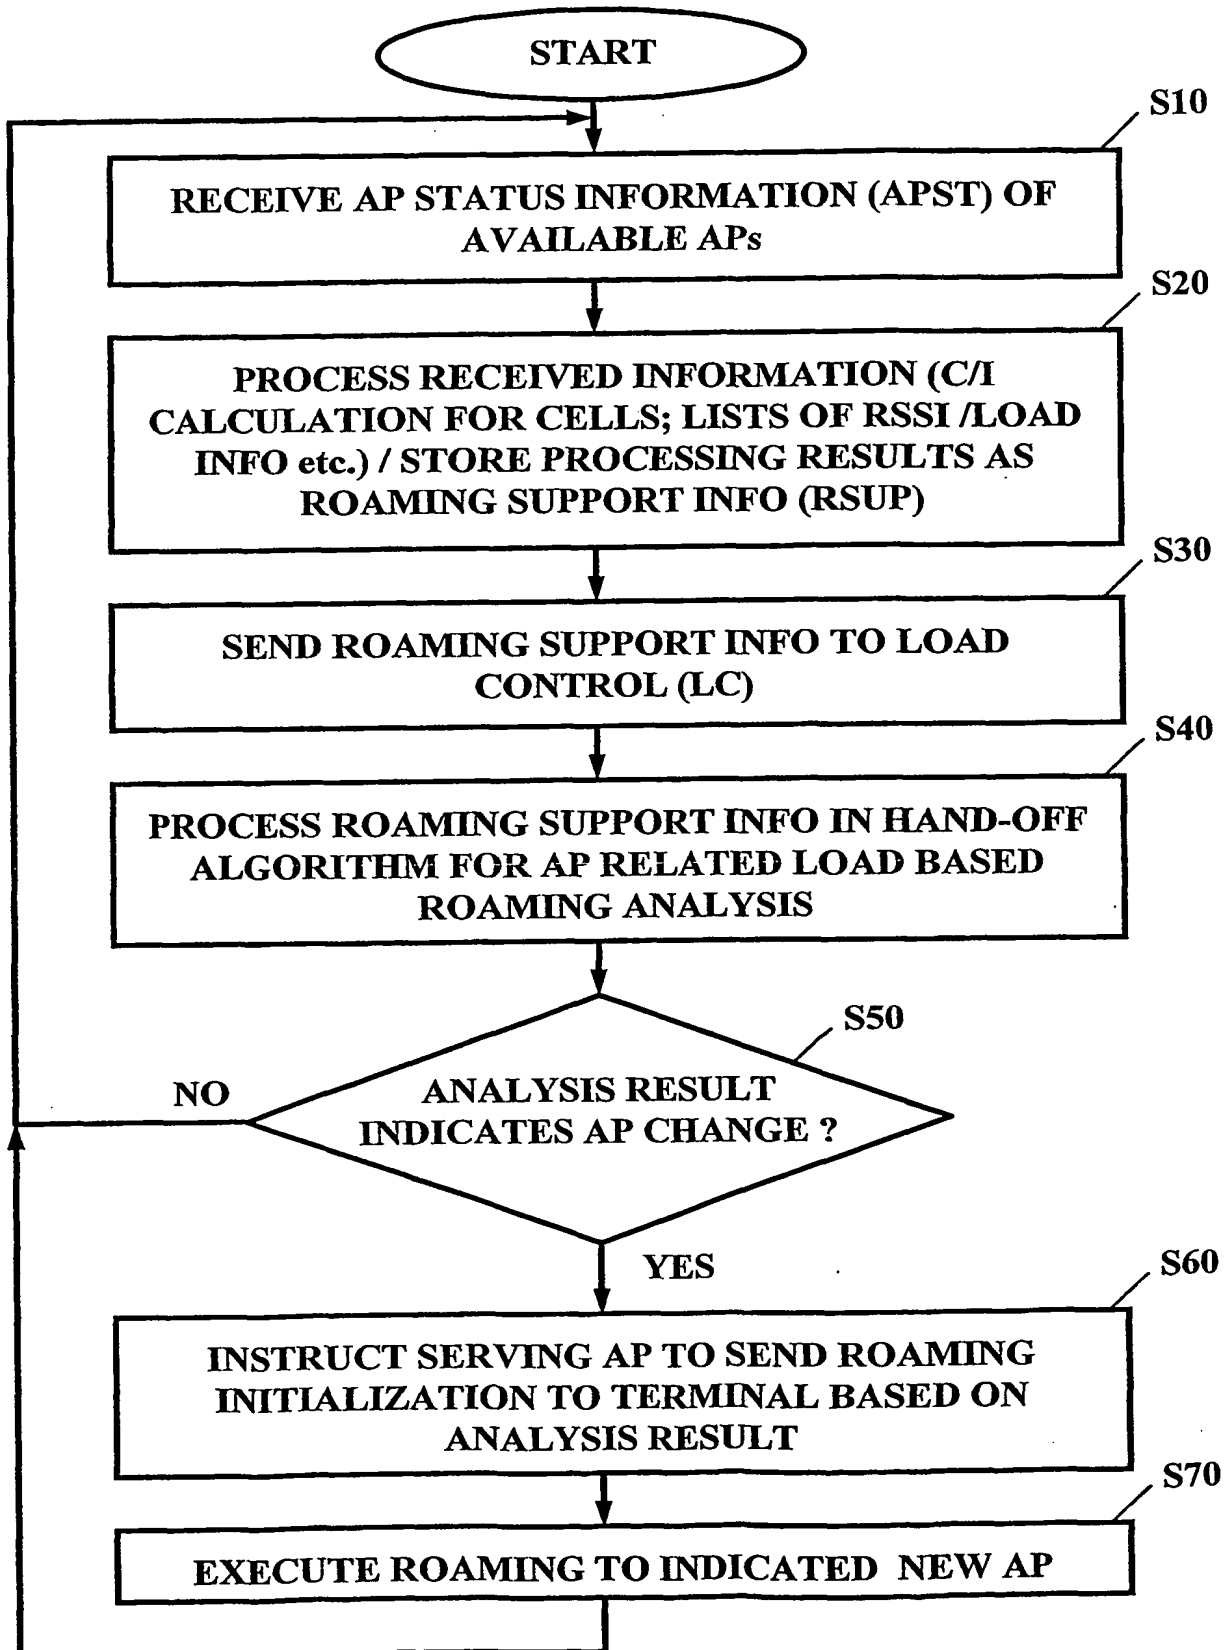 START
S10
RECEIVE AP STATUS INFORMATION (APST) OF
AVAILABLE APs
S20
PROCESS RECEIVED INFORMATION (C/I
CALCULATION FOR CELLS; LISTS OF RSSI /LOAD
INFO etc.) / STORE PROCESSING RESULTS AS
ROAMING SUPPORT INFO (RSUP)
S30
SEND ROAMING SUPPORT INFO TO LOAD
CONTROL (LC)
S40
PROCESS ROAMING SUPPORT INFO IN HAND-OFF
ALGORITHM FOR AP RELATED LOAD BASED
ROAMING ANALYSIS
S50
NO
ANALYSIS RESULT
INDICATES AP CHANGE ?
YES
S60
INSTRUCT SERVING AP TO SEND ROAMING
INITIALIZATION TO TERMINAL BASED ON
ANALYSIS RESULT
S70
EXECUTE ROAMING TO INDICATED NEW AP